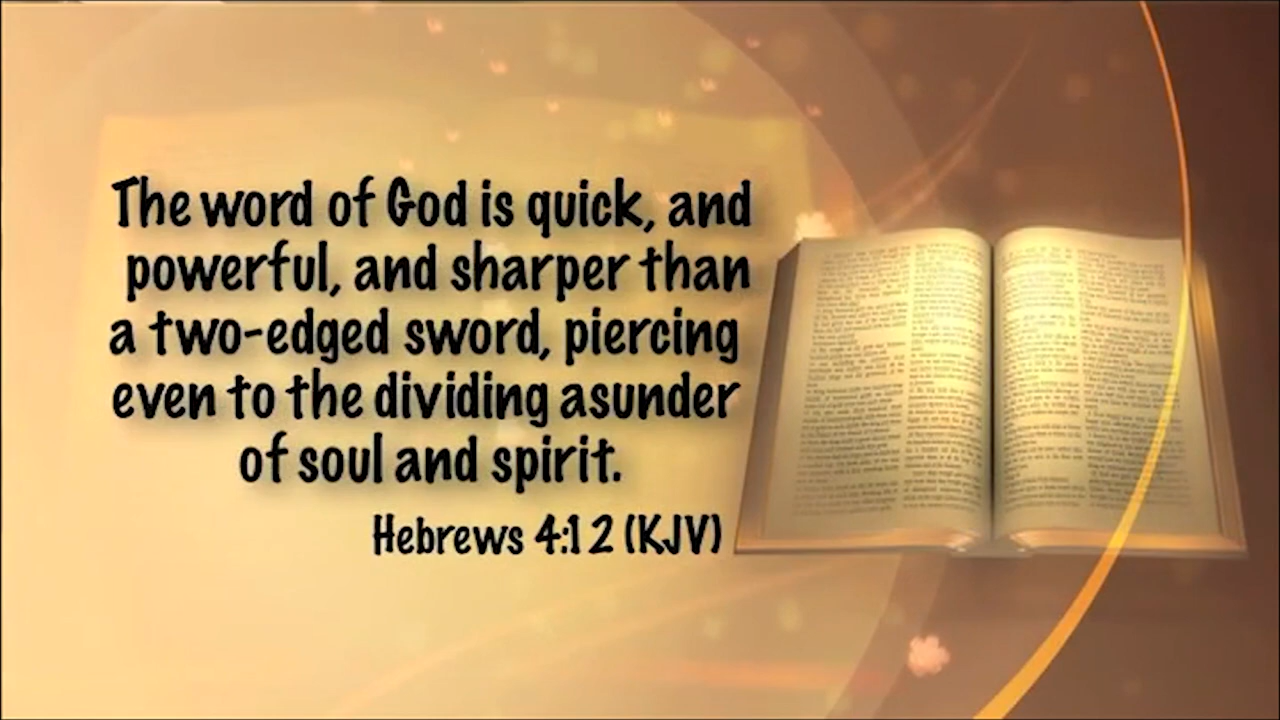 The word of God is quick, and
powerful, and sharper than
a two-edged sword, piercing
even to the dividing asunder
of soul and spirit.
Hebrews 4:12 (KJV)